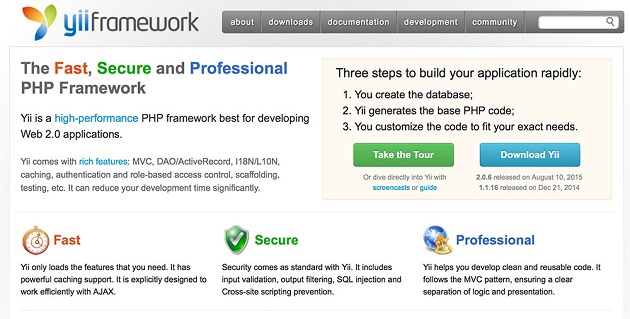 yiiframework
about downloads documentation development community
The Fast, Secure and Professional
PHP Framework
Yii is a high-performance PHP framework best for developing
Web 2.0 applications.
Yii comes with rich features: MVC, DAO/ActiveRecord, I18N/L10N,
caching, authentication and role-based access control, scaffolding,
testing, etc. It can reduce your development time significantly.
Three steps to build your application rapidly:
1. You create the database;
2. Yii generates the base PHP code;
3. You customize the code to fit your exact needs.
Take the Tour
Or dive directly into Yii with
screencasts or guide
Download Yii
2.0.6 released on August 10, 2015
1.1.16 released on Dec 21, 2014
Fast
Yii only loads the features that you need. It has
powerful caching support. It is explicitly designed to
work efficiently with AJAX.
Secure
Security comes as standard with Yii. It includes
input validation, output filtering, SQL injection and
Cross-site scripting prevention.
Professional
Yii helps you develop clean and reusable code. It
follows the MVC pattern, ensuring a clear
separation of logic and presentation.